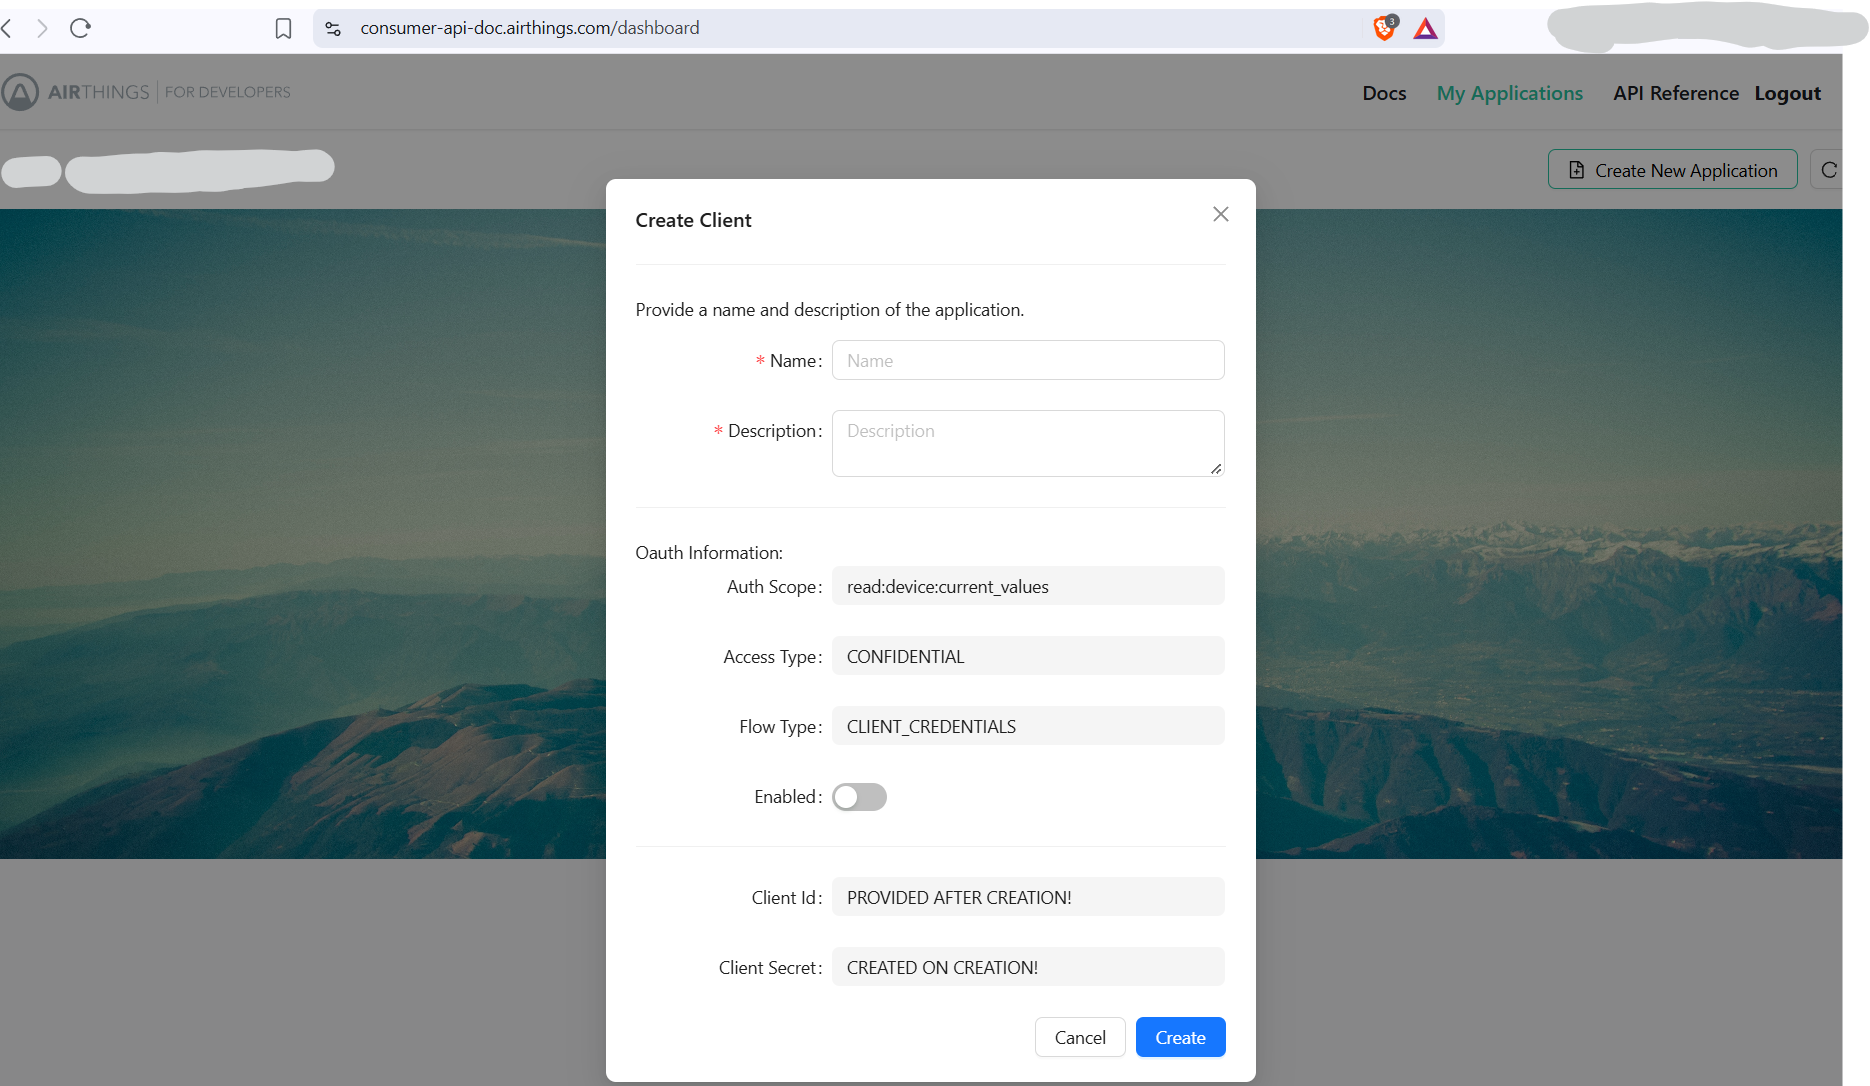 consumer-api-doc.airthings.com/dashboard
3
AIRTHINGS FOR DEVELOPERS
Docs My Applications API Reference Logout
Create New Application
Create Client
Provide a name and description of the application.
* Name: Name
* Description: Description
Oauth Information:
Auth Scope: read:device:current_values
Access Type: CONFIDENTIAL
Flow Type: CLIENT_CREDENTIALS
Enabled:
Client Id: PROVIDED AFTER CREATION!
Client Secret: CREATED ON CREATION!
Cancel Create